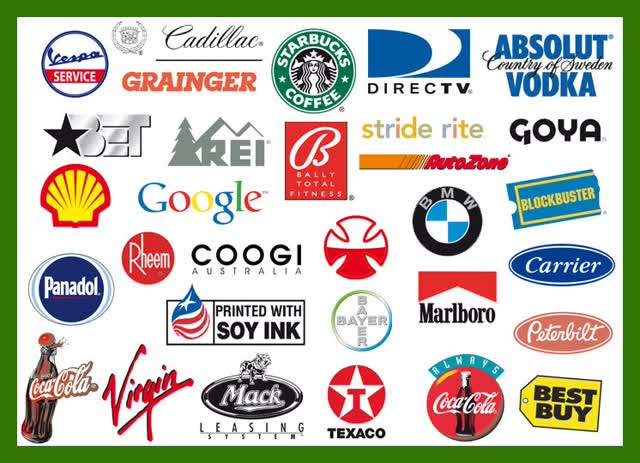 Vespa
SERVICE
Cadillac
GRAINGER
STARBUCKS
COFFEE
DIRECTV
ABSOLUT
Country of Sweden
VODKA
BET
REI
Bally
BALLY
TOTAL
FITNESS
stride rite
AutoZone
GOYA
Google
BMW
BLOCKBUSTER
Rheem
COOGI
AUSTRALIA
Carrier
Panadol
PRINTED WITH
SOY INK
BAYER
BAYER
Marlboro
Peterbilt
Coca-Cola
Virgin
Mack
LEASING
SYSTEM
T
TEXACO
ALWAYS
Coca-Cola
BEST
BUY